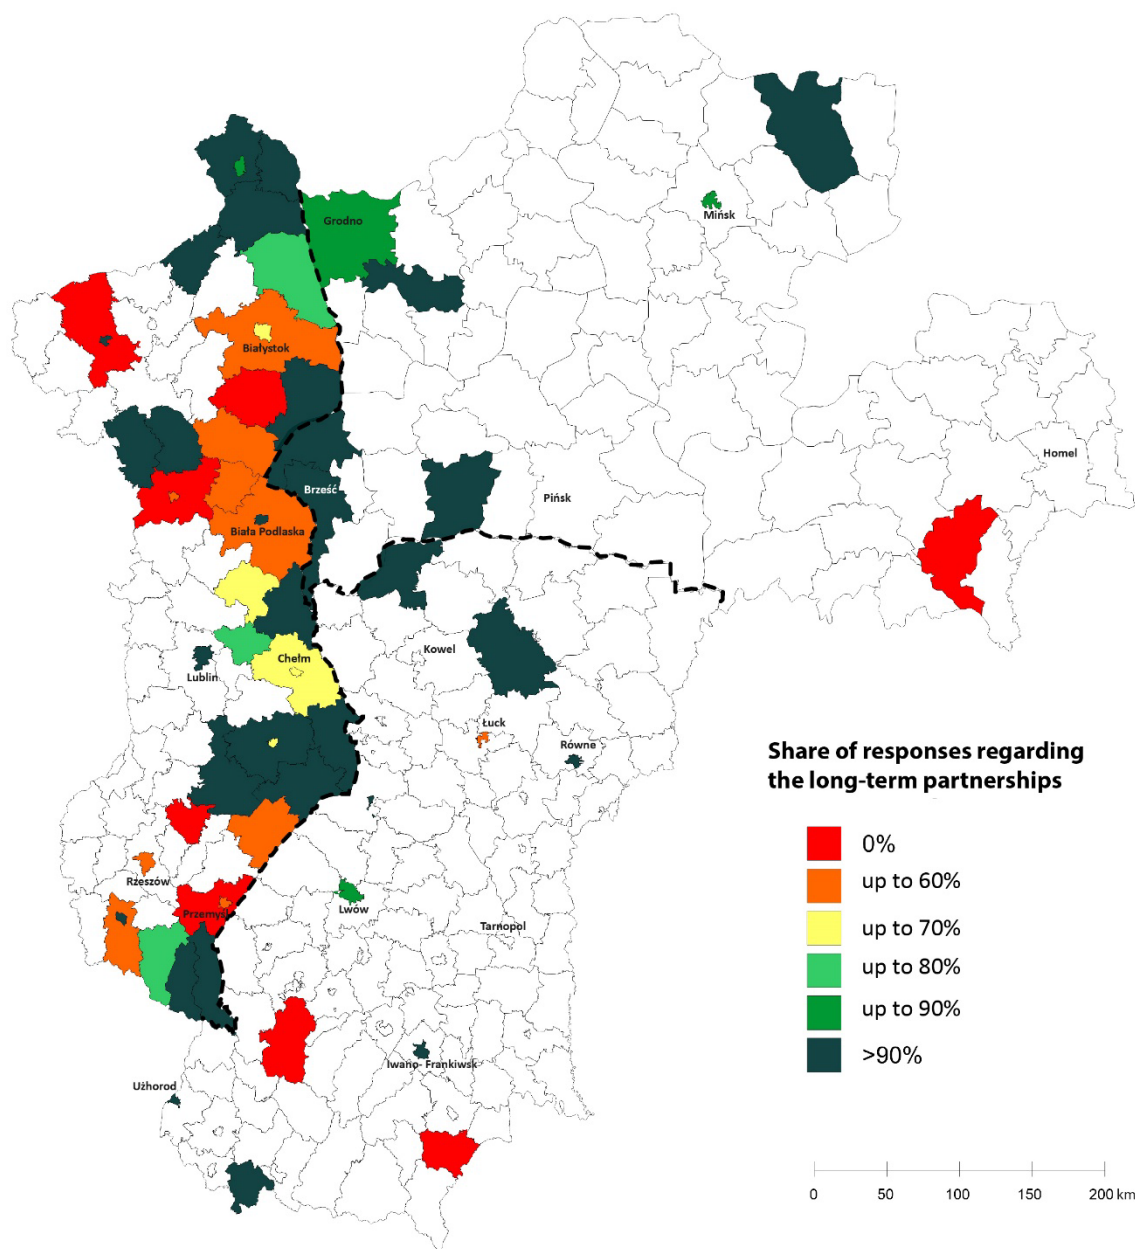 Grodno
Mińsk
Białystok
Homel
Brześć
Pińsk
Biała Podlaska
Kowel
Chełm
Lublin
Łuck
Równe
Share of responses regarding
the long-term partnerships
0%
up to 60%
up to 70%
up to 80%
up to 90%
>90%
Rzeszów
Lwów
Przemyśl
Tarnopol
Iwano- Frankiwsk
Użhorod
0 50 100 150 200 km